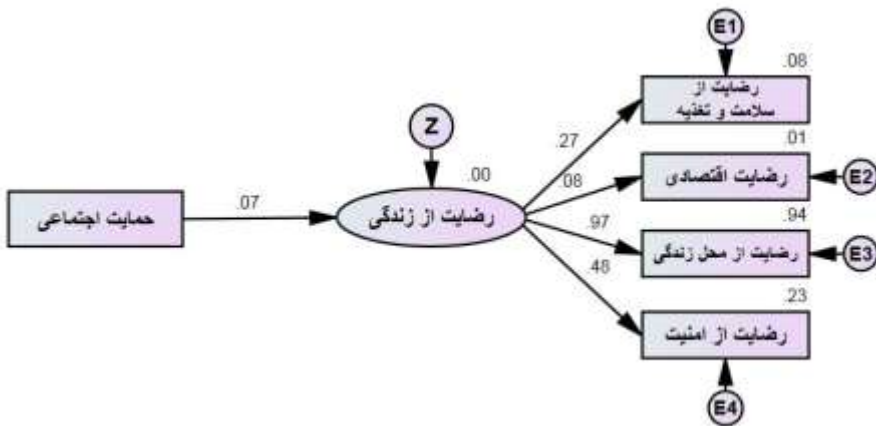 E1
.08
رضایت از
سلامت و تغذیه
.27
Z
.01
.00
.08
رضایت اقتصادی
E2
حمایت اجتماعی
.07
رضایت از زندگی
.97
.94
رضایت از محل زندگی
E3
.48
.23
رضایت از امنیت
E4